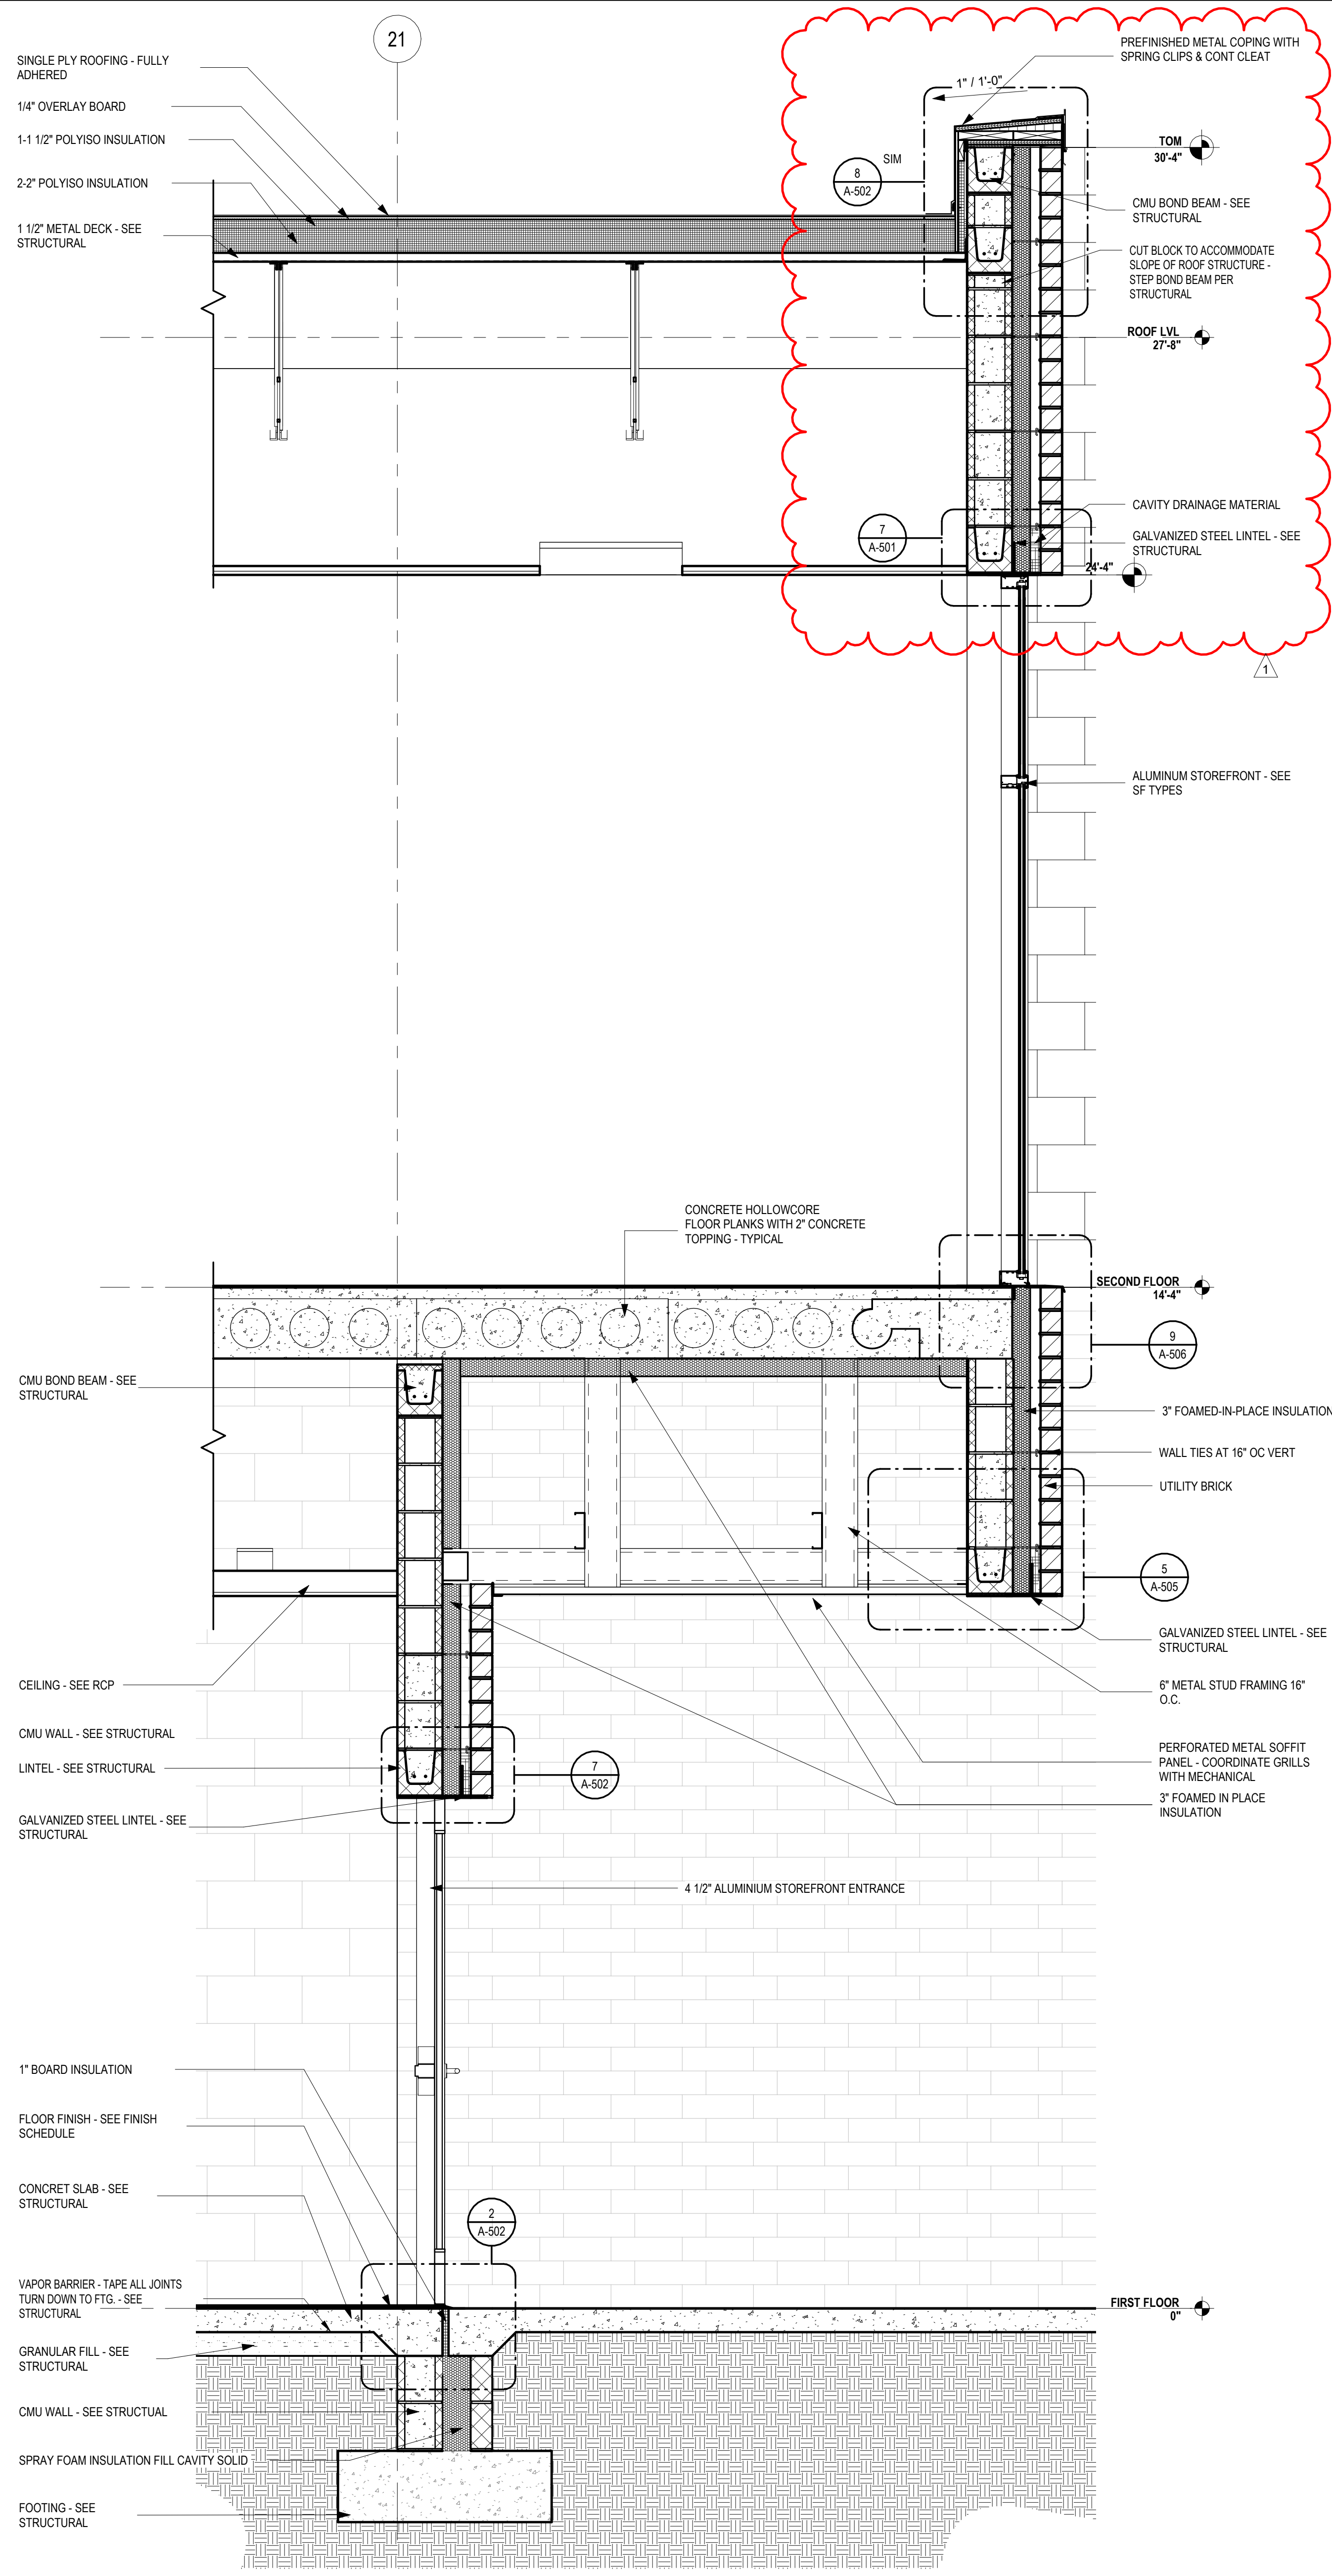 21
SINGLE PLY ROOFING - FULLY
ADHERED
1/4" OVERLAY BOARD
1-1 1/2" POLYISO INSULATION
2-2" POLYISO INSULATION
1 1/2" METAL DECK - SEE
STRUCTURAL
PREFINISHED METAL COPING WITH
SPRING CLIPS & CONT CLEAT
1" / 1'-0"
TOM
30'-4"
SIM
8
A-502
CMU BOND BEAM - SEE
STRUCTURAL
CUT BLOCK TO ACCOMMODATE
SLOPE OF ROOF STRUCTURE -
STEP BOND BEAM PER
STRUCTURAL
ROOF LVL
27'-8"
CAVITY DRAINAGE MATERIAL
7
A-501
GALVANIZED STEEL LINTEL - SEE
STRUCTURAL
24'-4"
1
ALUMINUM STOREFRONT - SEE
SF TYPES
CONCRETE HOLLOWCORE
FLOOR PLANKS WITH 2" CONCRETE
TOPPING - TYPICAL
SECOND FLOOR
14'-4"
9
A-506
CMU BOND BEAM - SEE
STRUCTURAL
3" FOAMED-IN-PLACE INSULATION
WALL TIES AT 16" OC VERT
UTILITY BRICK
5
A-505
GALVANIZED STEEL LINTEL - SEE
STRUCTURAL
CEILING - SEE RCP
6" METAL STUD FRAMING 16"
O.C.
CMU WALL - SEE STRUCTURAL
LINTEL - SEE STRUCTURAL
7
A-502
PERFORATED METAL SOFFIT
PANEL - COORDINATE GRILLS
WITH MECHANICAL
3" FOAMED IN PLACE
INSULATION
GALVANIZED STEEL LINTEL - SEE
STRUCTURAL
4 1/2" ALUMINIUM STOREFRONT ENTRANCE
1" BOARD INSULATION
FLOOR FINISH - SEE FINISH
SCHEDULE
CONCRET SLAB - SEE
STRUCTURAL
2
A-502
VAPOR BARRIER - TAPE ALL JOINTS
TURN DOWN TO FTG. - SEE
STRUCTURAL
FIRST FLOOR
0"
GRANULAR FILL - SEE
STRUCTURAL
CMU WALL - SEE STRUCTUAL
SPRAY FOAM INSULATION FILL CAVITY SOLID
FOOTING - SEE
STRUCTURAL